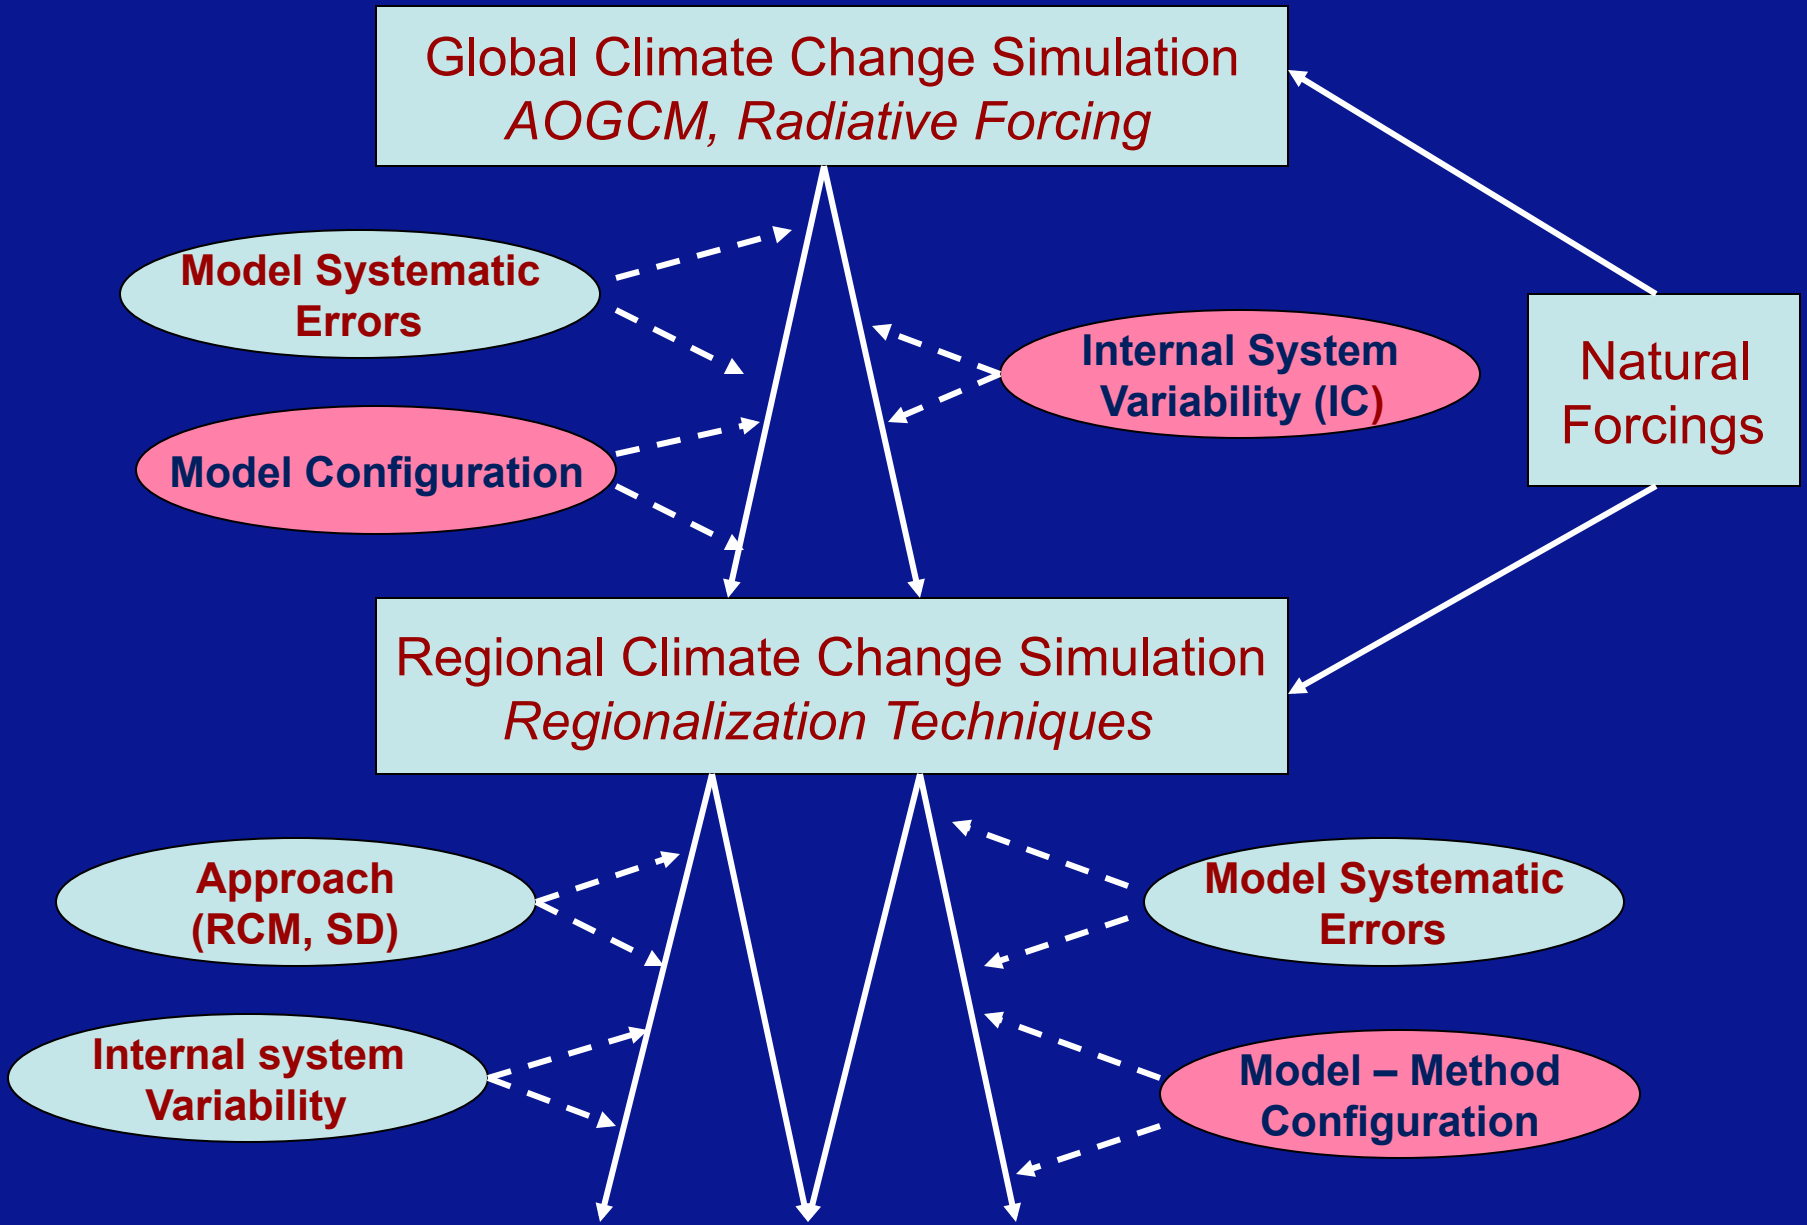 Global Climate Change Simulation
AOGCM, Radiative Forcing
Model Systematic
Errors
Internal System
Variability (IC)
Natural
Forcings
Model Configuration
Regional Climate Change Simulation
Regionalization Techniques
Approach
(RCM, SD)
Model Systematic
Errors
Internal system
Variability
Model – Method
Configuration